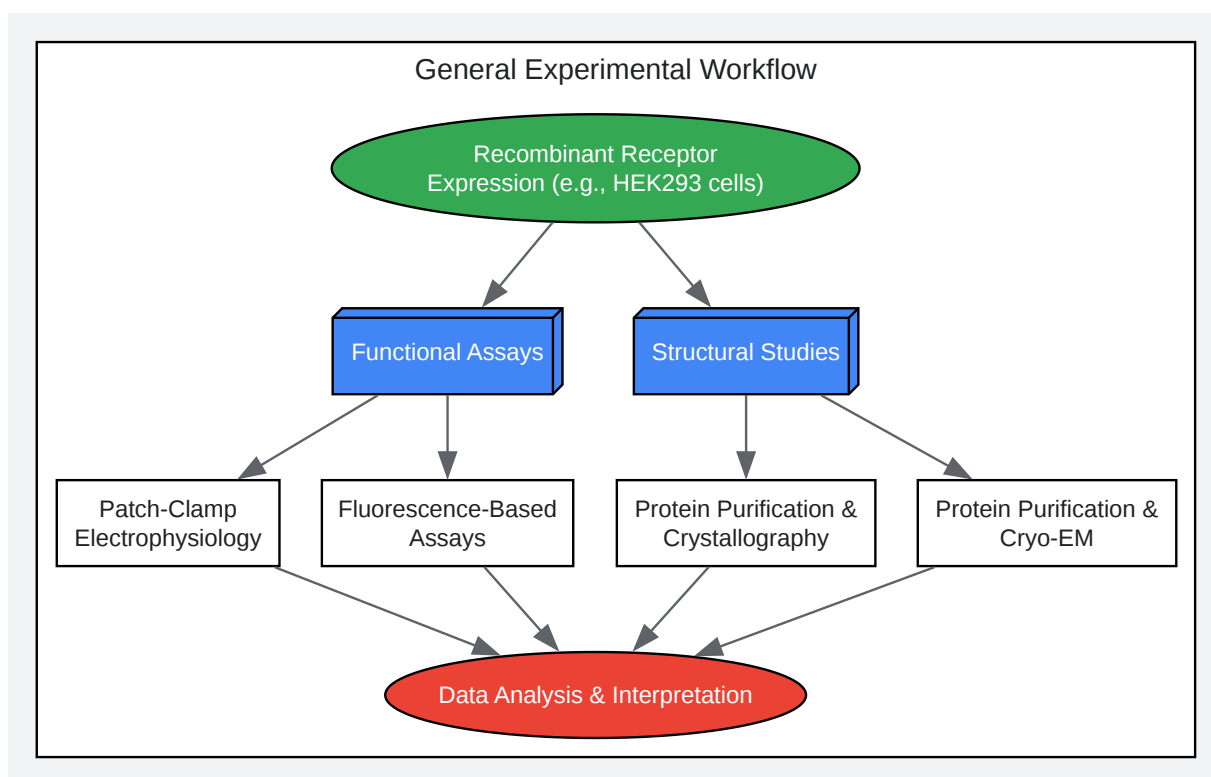 General Experimental Workflow
Recombinant Receptor
Expression (e.g., HEK293 cells)
Functional Assays
Structural Studies
Patch-Clamp
Electrophysiology
Fluorescence-Based
Assays
Protein Purification &
Crystallography
Protein Purification &
Cryo-EM
Data Analysis & Interpretation